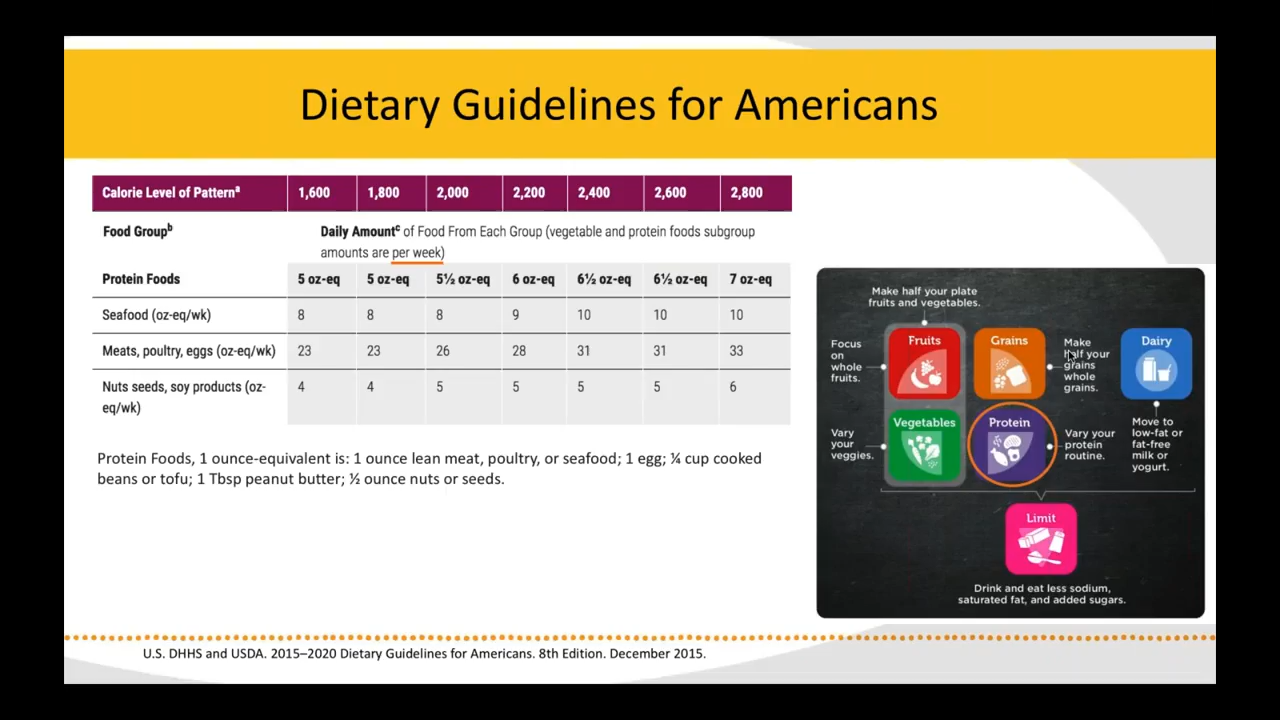 Dietary Guidelines for Americans
Calorie Level of Patternᵃ 1,600 1,800 2,000 2,200 2,400 2,600 2,800
Food Groupᵇ Daily Amountᶜ of Food From Each Group (vegetable and protein foods subgroup
amounts are per week)
Protein Foods 5 oz-eq 5 oz-eq 5½ oz-eq 6 oz-eq 6½ oz-eq 6½ oz-eq 7 oz-eq
Seafood (oz-eq/wk) 8 8 8 9 10 10 10
Meats, poultry, eggs (oz-eq/wk) 23 23 26 28 31 31 33
Nuts seeds, soy products (oz- 4 4 5 5 5 5 6
eq/wk)
Protein Foods, 1 ounce-equivalent is: 1 ounce lean meat, poultry, or seafood; 1 egg; ¼ cup cooked
beans or tofu; 1 Tbsp peanut butter; ½ ounce nuts or seeds.
Make half your plate
fruits and vegetables.
Focus
on
whole
fruits.
Fruits
Grains
Make
half your
grains
whole
grains.
Dairy
Vary
your
veggies.
Vegetables
Protein
Vary your
protein
routine.
Move to
low-fat or
fat-free
milk or
yogurt.
Limit
Drink and eat less sodium,
saturated fat, and added sugars.
U.S. DHHS and USDA. 2015–2020 Dietary Guidelines for Americans. 8th Edition. December 2015.